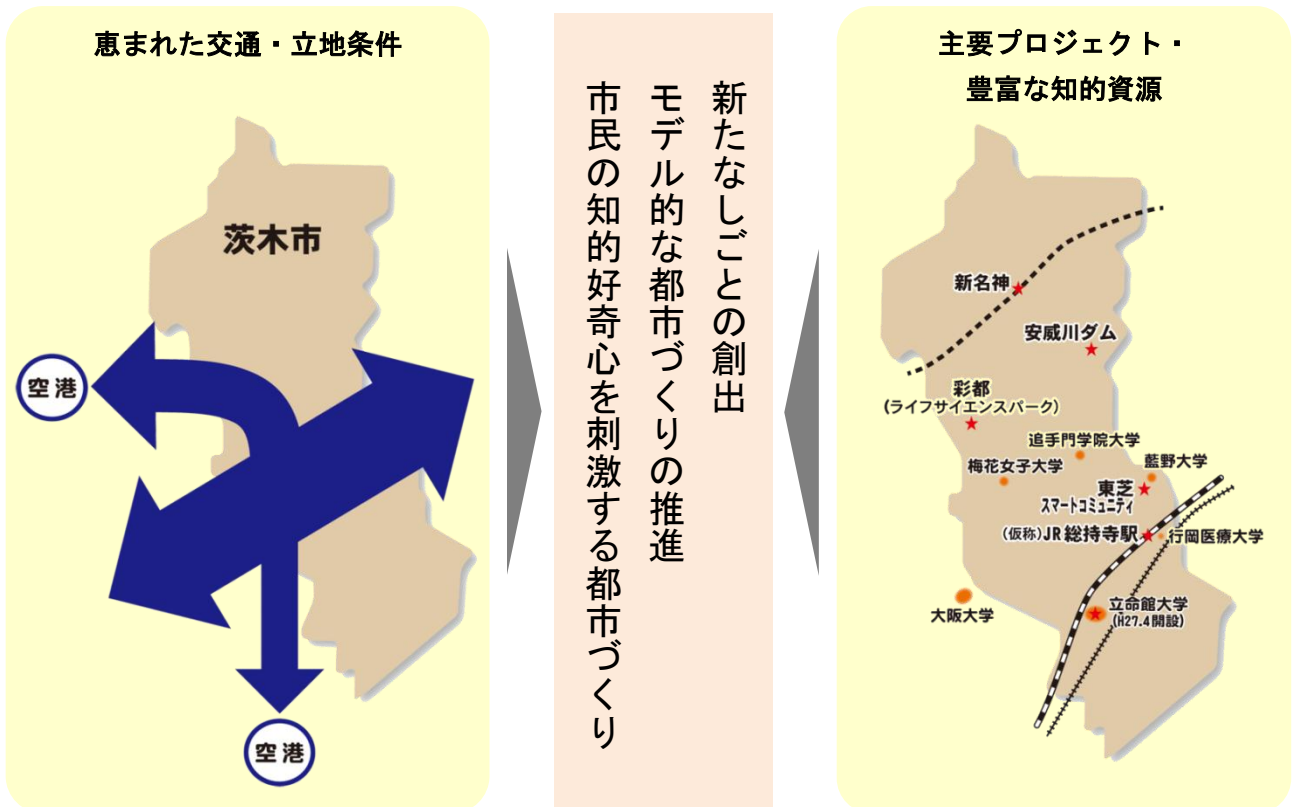 恵まれた交通・立地条件
茨木市
空港
空港
新たなしごとの創出
モデル的な都市づくりの推進
市民の知的好奇心を刺激する都市づくり
主要プロジェクト・
豊富な知的資源
新名神
安威川ダム
彩都
(ライフサイエンスパーク)
追手門学院大学
梅花女子大学
藍野大学
東芝
スマートコミュニティ
(仮称)JR総持寺駅
行岡医療大学
大阪大学
立命館大学
(H27.4開設)